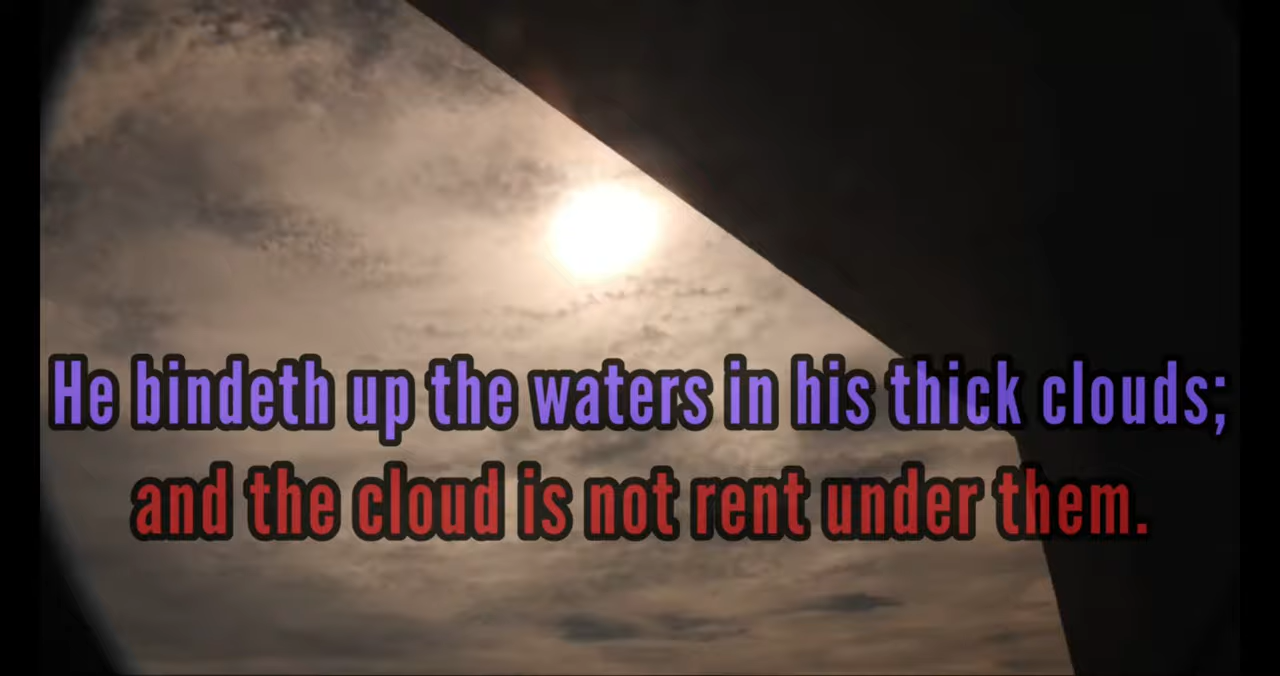 He bindeth up the waters in his thick clouds;
and the cloud is not rent under them.